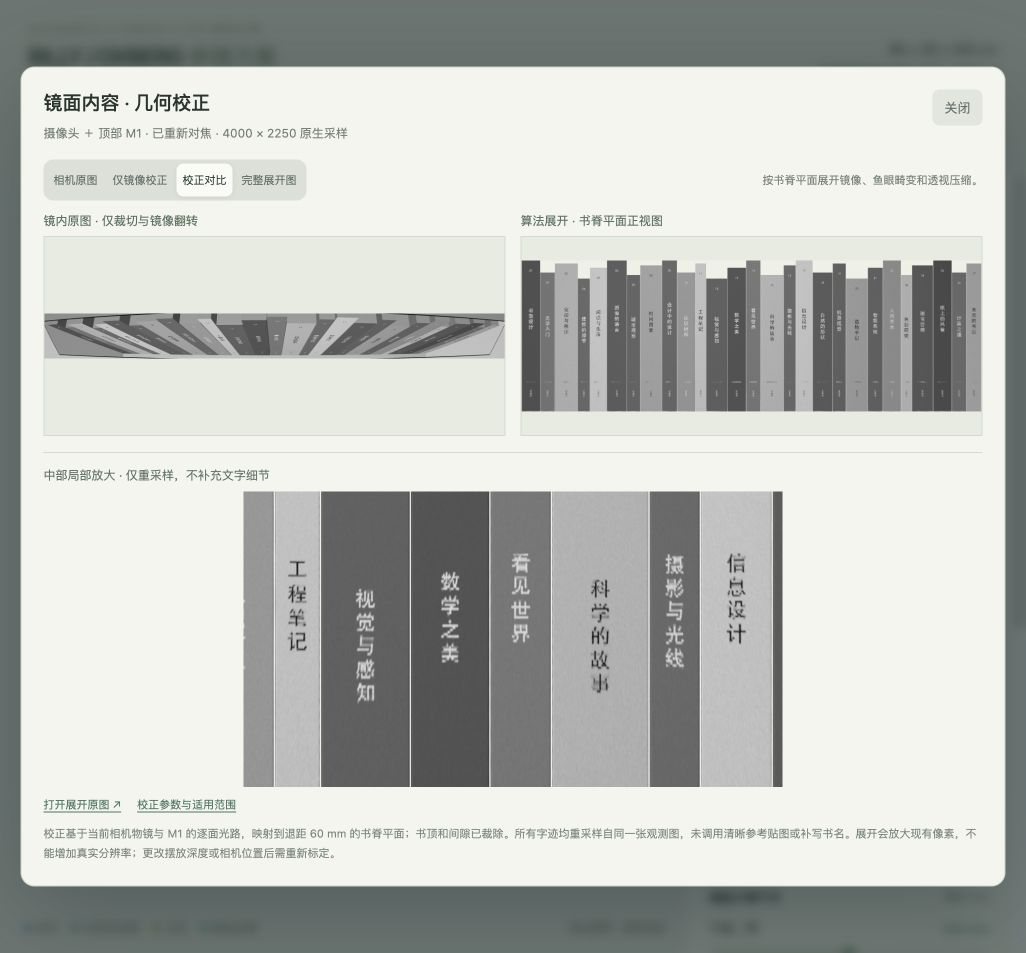 镜面内容 · 几何校正
关闭
摄像头 + 顶部 M1 · 已重新对焦 · 4000 × 2250 原生采样
相机原图 仅镜像校正 校正对比 完整展开图
按书脊平面展开镜像、鱼眼畸变和透视压缩。
镜内原图 · 仅裁切与镜像翻转
算法展开 · 书脊平面正视图
中部局部放大 · 仅重采样，不补充文字细节
工程笔记
视觉与感知
数学之美
看见世界
科学的故事
摄影与光线
信息设计
打开展开原图 ↗ 校正参数与适用范围
校正基于当前相机物镜与 M1 的逐面光路，映射到退距 60 mm 的书脊平面；书顶和间隙已裁除。所有字迹均重采样自同一张观测图，未调用清晰参考贴图或补写书名。展开会放大现有像素，不
能增加真实分辨率；更改摆放深度或相机位置后需重新标定。